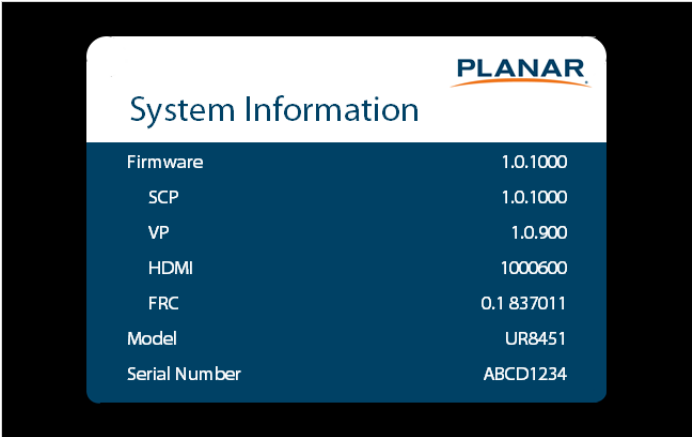 PLANAR
System Information
Firmware 1.0.1000
SCP 1.0.1000
VP 1.0.900
HDMI 1000600
FRC 0.1 837011
Model UR8451
Serial Number ABCD1234